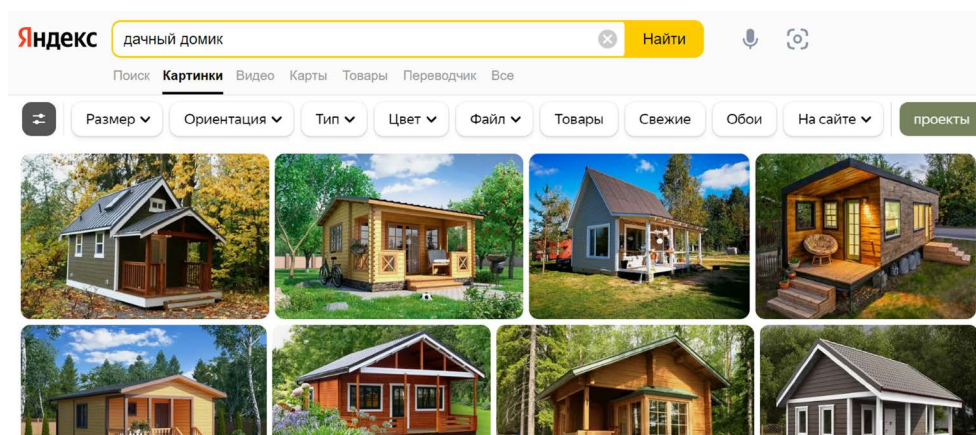 Яндекс дачный домик Найти
Поиск Картинки Видео Карты Товары Переводчик Все
Размер Ориентация Тип Цвет Файл Товары Свежие Обои На сайте проекты